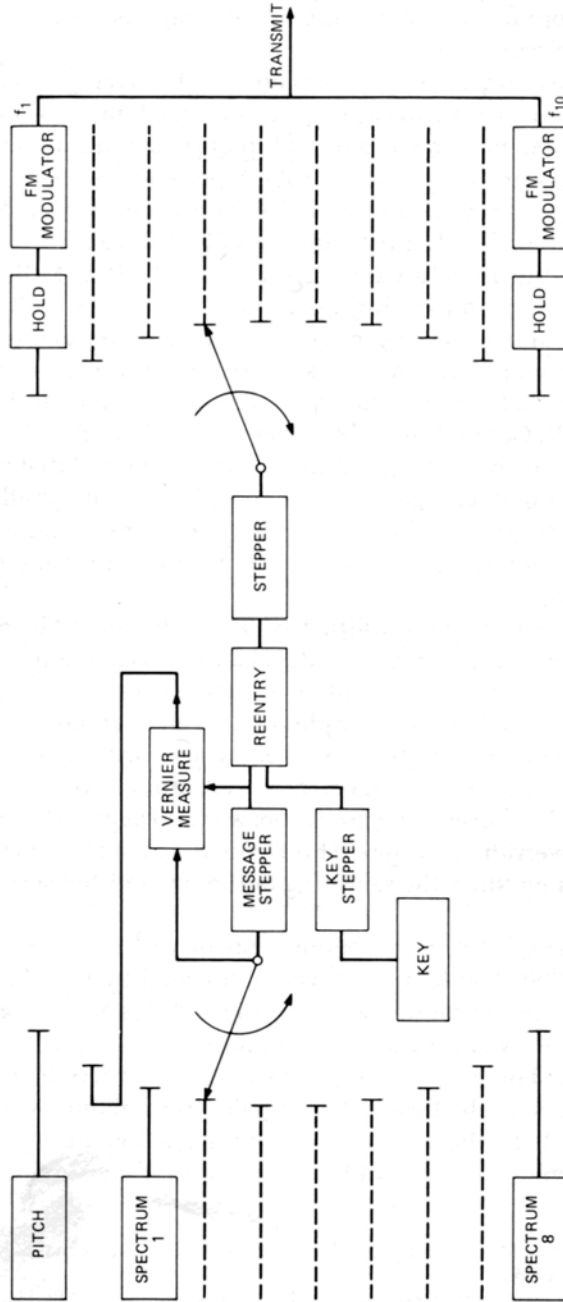 PITCH
SPECTRUM
1
SPECTRUM
8
VERNIER
MEASURE
MESSAGE
STEPPER
KEY
STEPPER
KEY
REENTRY
STEPPER
HOLD
FM
MODULATOR
f1
HOLD
FM
MODULATOR
f10
TRANSMIT